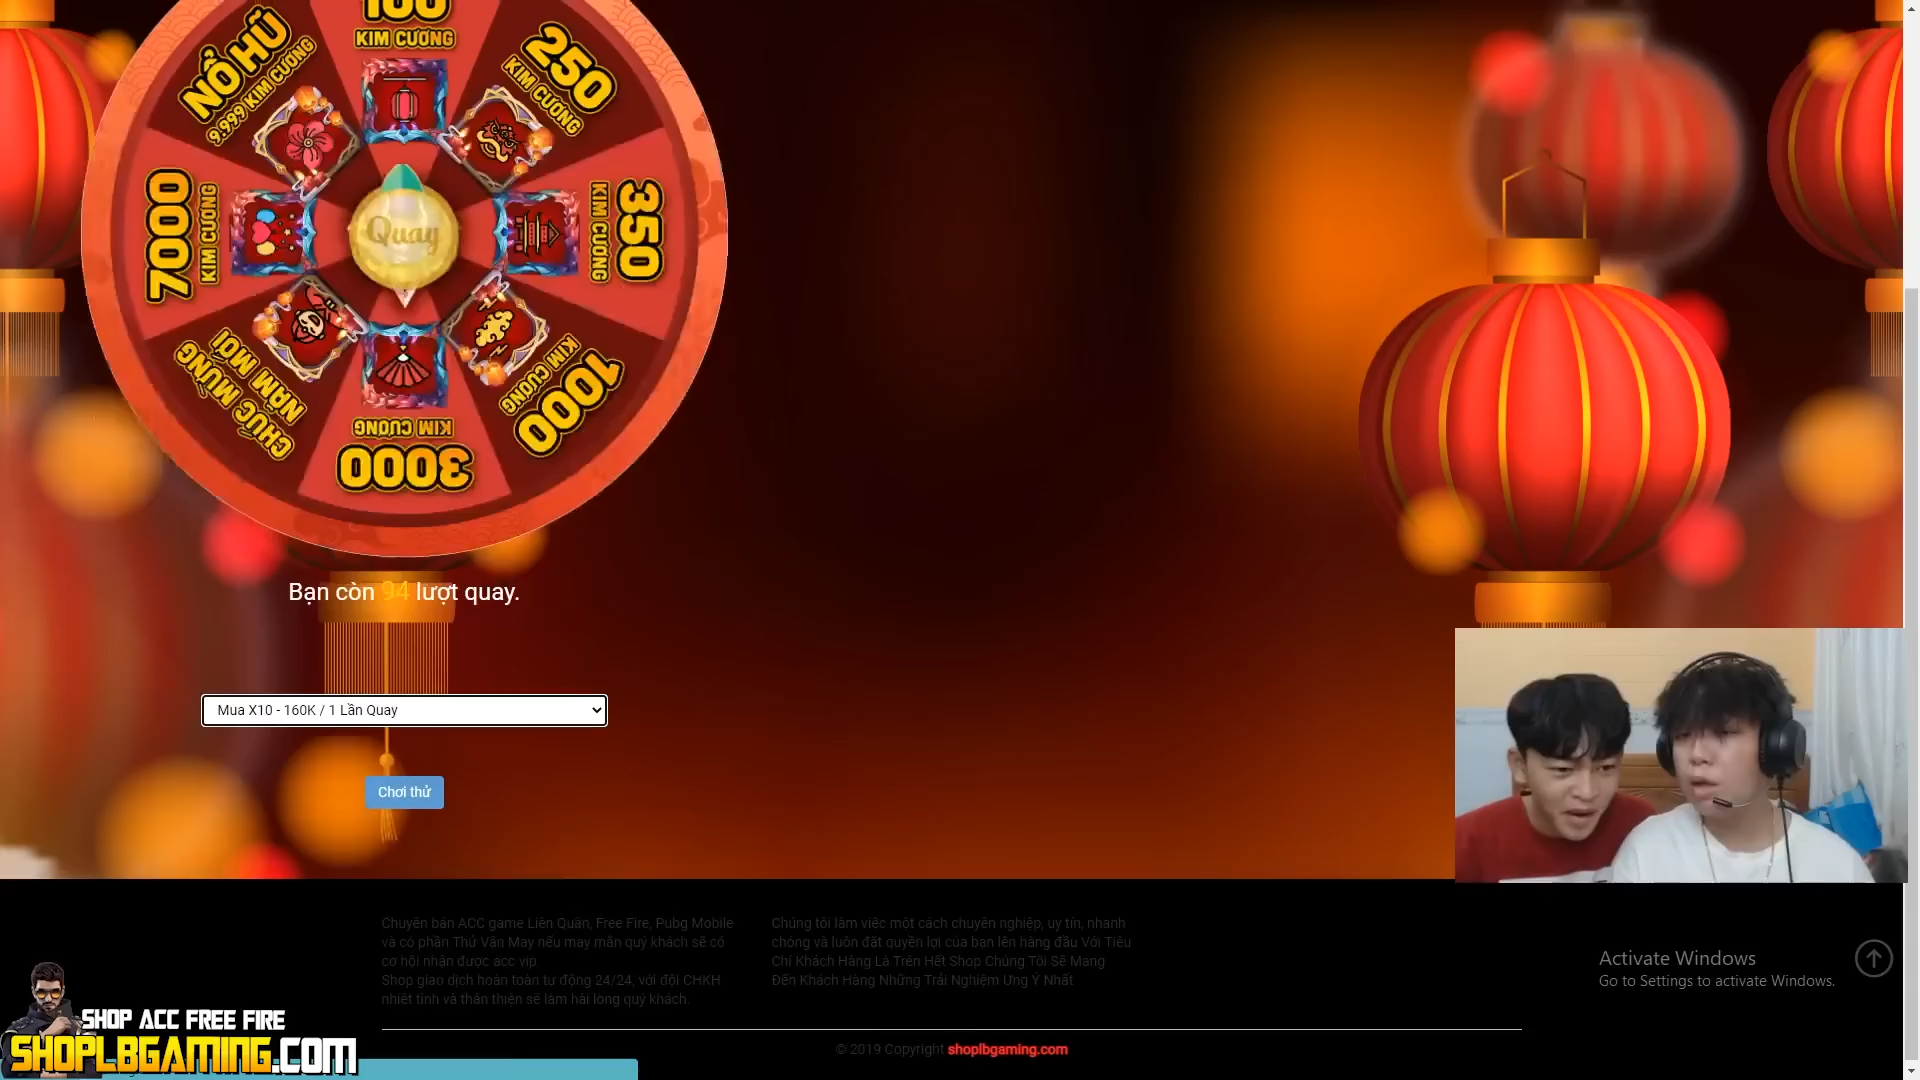 100
KIM CƯƠNG
NỔ HŨ
9.999 KIM CƯƠNG
250
KIM CƯƠNG
7000
KIM CƯƠNG
Quay
350
KIM CƯƠNG
CHÚC MỪNG
NĂM MỚI
1000
KIM CƯƠNG
3000
KIM CƯƠNG
Bạn còn 94 lượt quay.
Mua X10 - 160K / 1 Lần Quay
Chơi thử
Chuyên bán ACC game Liên Quân, Free Fire, Pubg Mobile
và có phần Thử Vận May nếu may mắn quý khách sẽ có
cơ hội nhận được acc vip.
Shop giao dịch hoàn toàn tự động 24/24, với đội CHKH
nhiệt tình và thân thiện sẽ làm hài lòng quý khách.
Chúng tôi làm việc một cách chuyên nghiệp, uy tín, nhanh
chóng và luôn đặt quyền lợi của bạn lên hàng đầu Với Tiêu
Chí Khách Hàng Là Trên Hết Shop Chúng Tôi Sẽ Mang
Đến Khách Hàng Những Trải Nghiệm Ưng Ý Nhất
Activate Windows
Go to Settings to activate Windows.
SHOP ACC FREE FIRE
SHOPLBGAMING.COM
© 2019 Copyright shoplbgaming.com